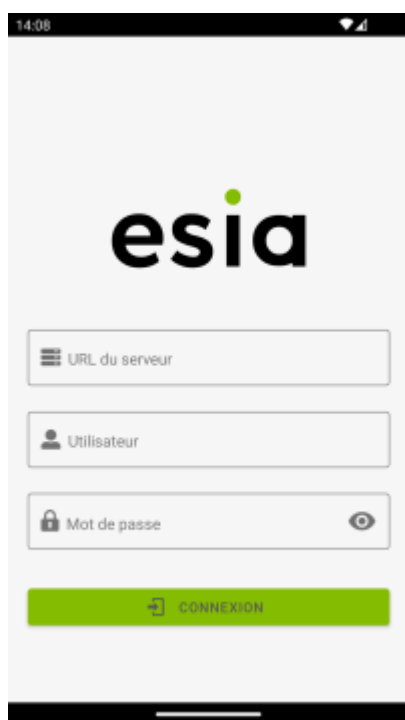 14:08
esia
URL du serveur
Utilisateur
Mot de passe
CONNEXION